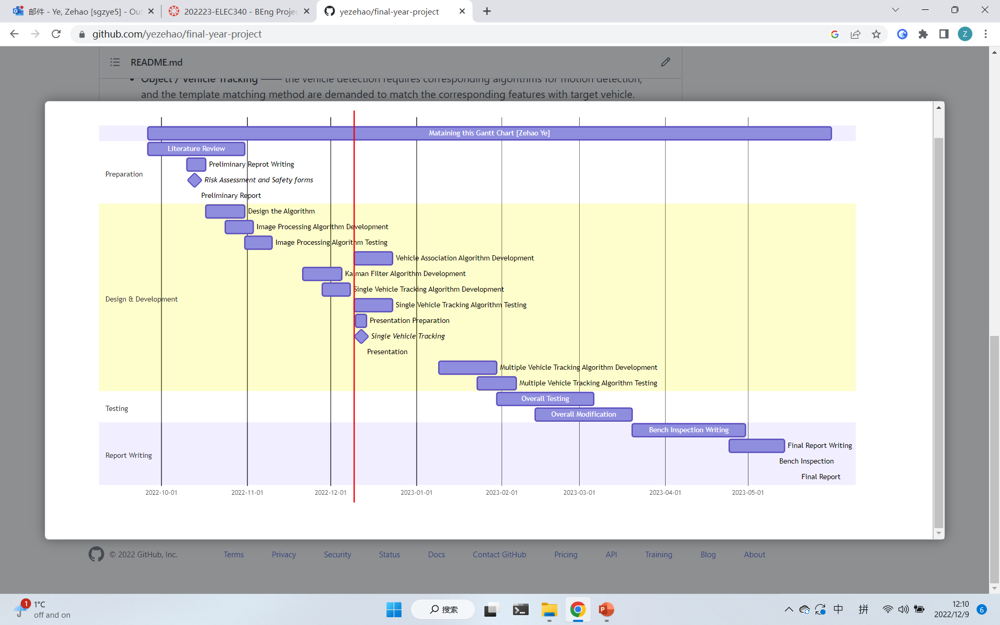 邮件 - Ye, Zehao [sgzye5] - Ou
202223-ELEC340 - BEng Projec
yezehao/final-year-project
github.com/yezehao/final-year-project
Z
README.md
Object / Vehicle Tracking —— the vehicle detection requires corresponding algorithms for motion detection,
and the template matching method are demanded to match the corresponding features with target vehicle.
Mataining this Gantt Chart [Zehao Ye]
Literature Review
Preliminary Reprot Writing
Preparation
Risk Assessment and Safety forms
Preliminary Report
Design the Algorithm
Image Processing Algorithm Development
Image Processing Algorithm Testing
Vehicle Association Algorithm Development
Kalman Filter Algorithm Development
Single Vehicle Tracking Algorithm Development
Design & Development
Single Vehicle Tracking Algorithm Testing
Presentation Preparation
Single Vehicle Tracking
Presentation
Multiple Vehicle Tracking Algorithm Development
Multiple Vehicle Tracking Algorithm Testing
Overall Testing
Testing
Overall Modification
Bench Inspection Writing
Final Report Writing
Report Writing
Bench Inspection
Final Report
2022-10-01 2022-11-01 2022-12-01 2023-01-01 2023-02-01 2023-03-01 2023-04-01 2023-05-01
© 2022 GitHub, Inc. Terms Privacy Security Status Docs Contact GitHub Pricing API Training Blog About
1
1°C
off and on
搜索
中
拼
12:10
2022/12/9
6